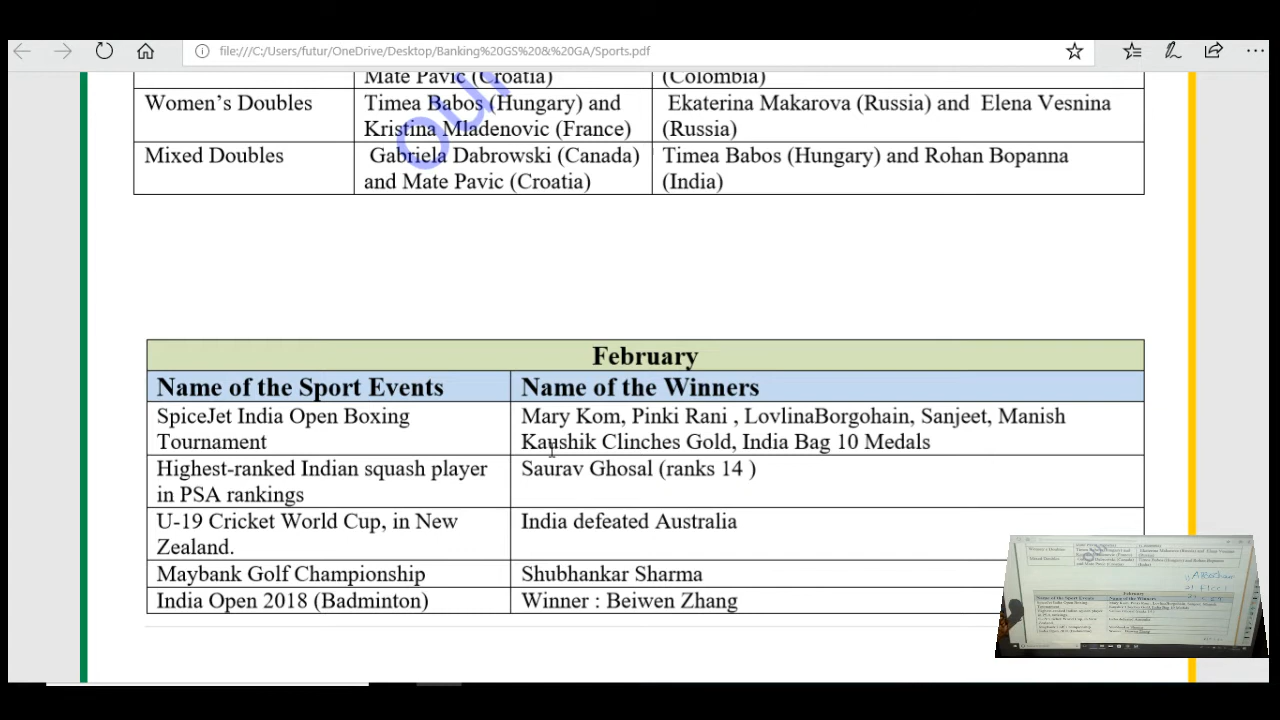 file:///C:/Users/futur/OneDrive/Desktop/Banking%20GS%20&%20GA/Sports.pdf
Mate Pavic (Croatia)
(Colombia)
Women's Doubles
Timea Babos (Hungary) and
Kristina Mladenovic (France)
Ekaterina Makarova (Russia) and Elena Vesnina
(Russia)
Mixed Doubles
Gabriela Dabrowski (Canada)
and Mate Pavic (Croatia)
Timea Babos (Hungary) and Rohan Bopanna
(India)
February
Name of the Sport Events
Name of the Winners
SpiceJet India Open Boxing
Tournament
Mary Kom, Pinki Rani , LovlinaBorgohain, Sanjeet, Manish
Kaushik Clinches Gold, India Bag 10 Medals
Highest-ranked Indian squash player
in PSA rankings
Saurav Ghosal (ranks 14 )
U-19 Cricket World Cup, in New
Zealand.
India defeated Australia
Maybank Golf Championship
Shubhankar Sharma
India Open 2018 (Badpninton)
Winner : Beiwen Zhang